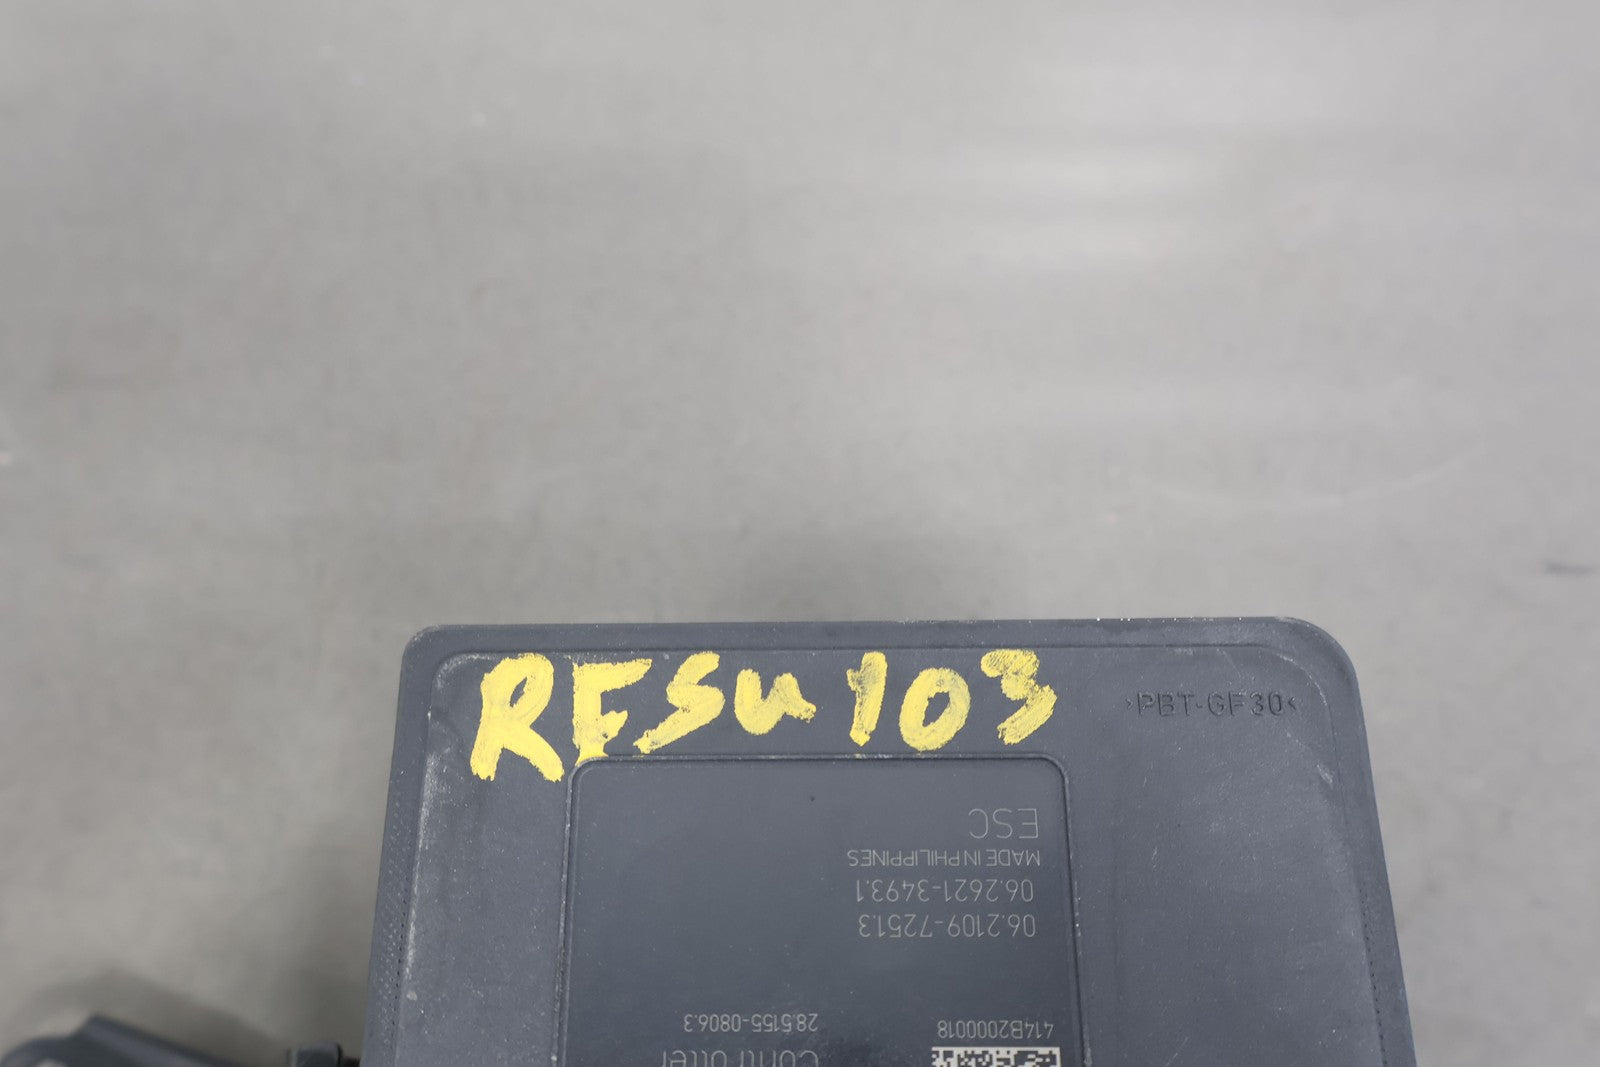 RESU103
>PBT-GF30<
414B2000018
28.5155-0806.3
06.2109-7251.3
06.2621-3493.1
MADE IN PHILIPPINES
ESC